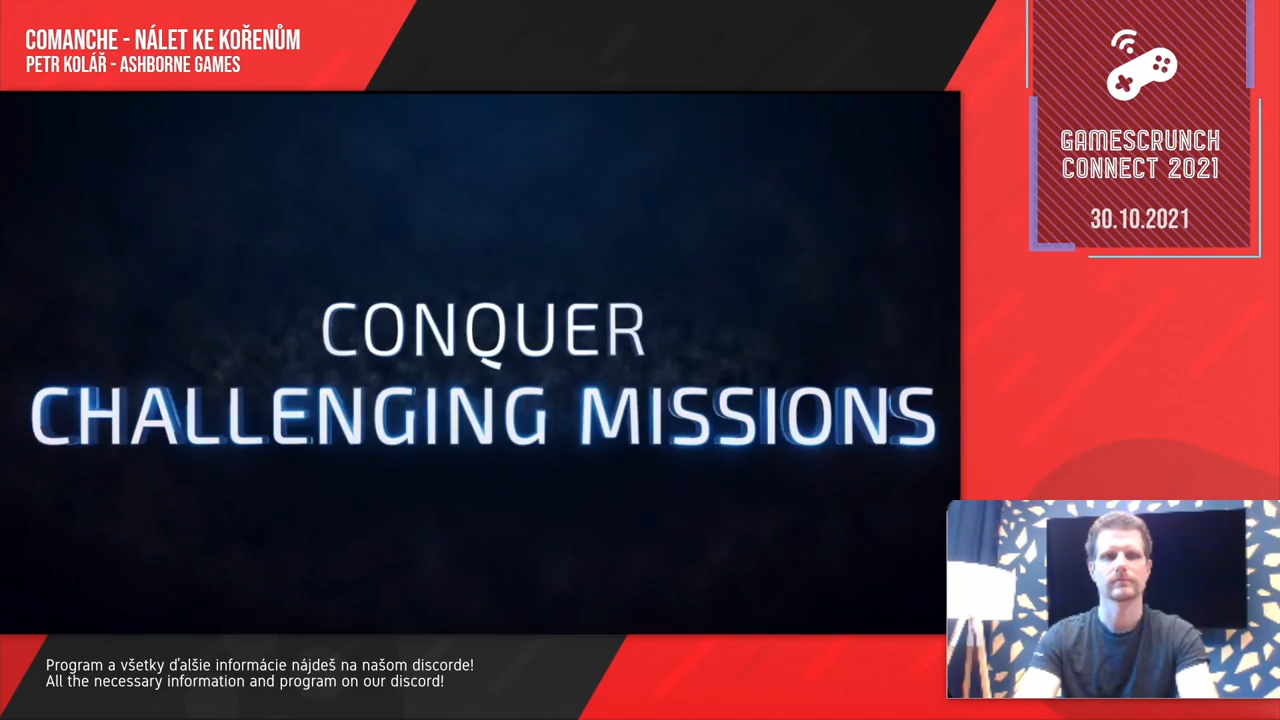 COMANCHE - NÁLET KE KOŘENŮM
PETR KOLÁŘ - ASHBORNE GAMES
GAMESCRUNCH
CONNECT 2021
30.10.2021
CONQUER
CHALLENGING MISSIONS
Program a všetky ďalšie informácie nájdeš na našom discorde!
All the necessary information and program on our discord!